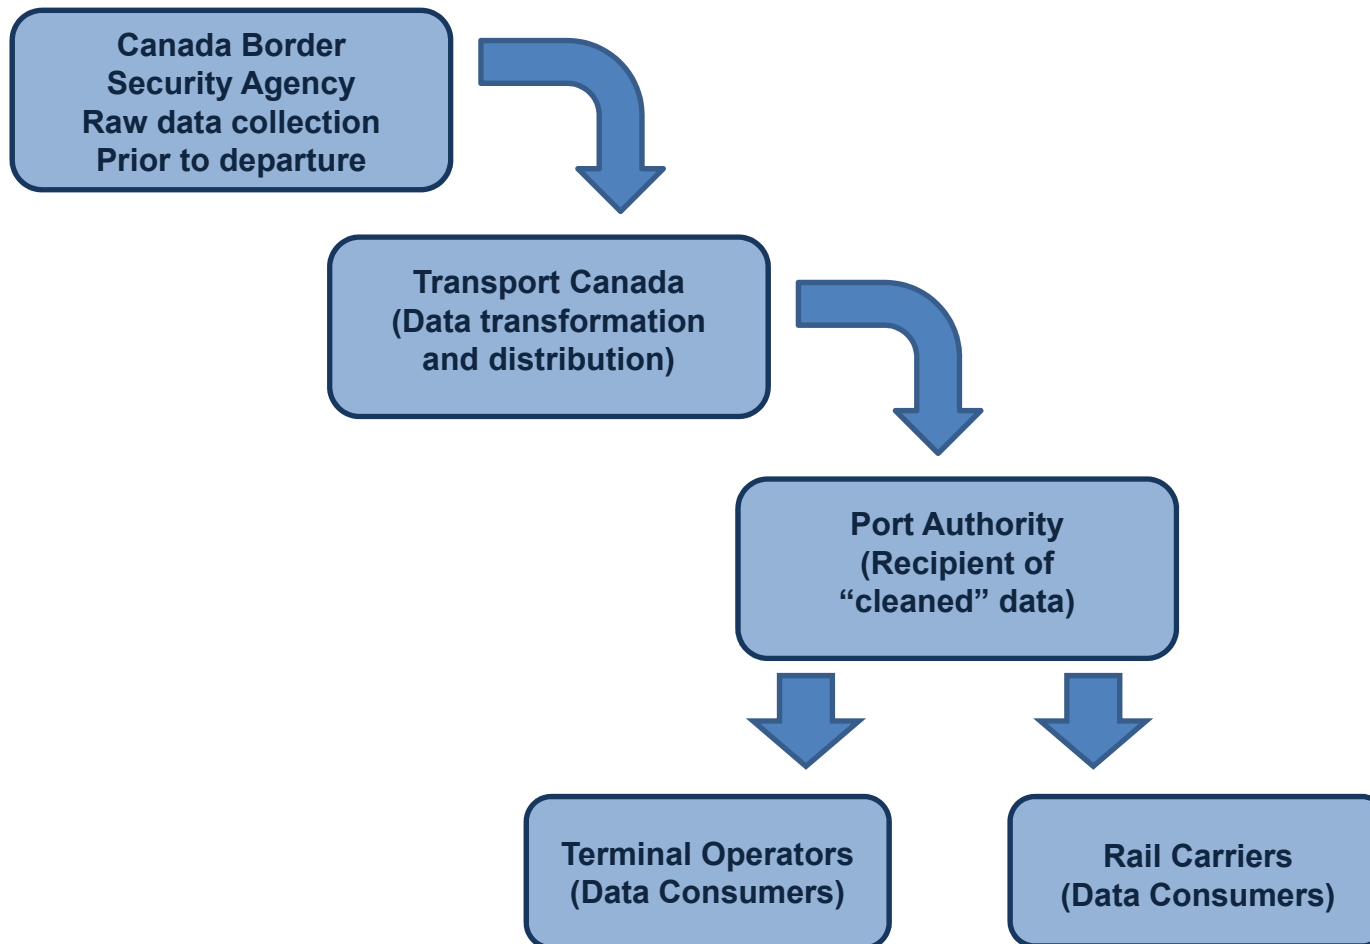 Canada Border
Security Agency
Raw data collection
Prior to departure
Transport Canada
(Data transformation
and distribution)
Port Authority
(Recipient of
“cleaned” data)
Terminal Operators
(Data Consumers)
Rail Carriers
(Data Consumers)